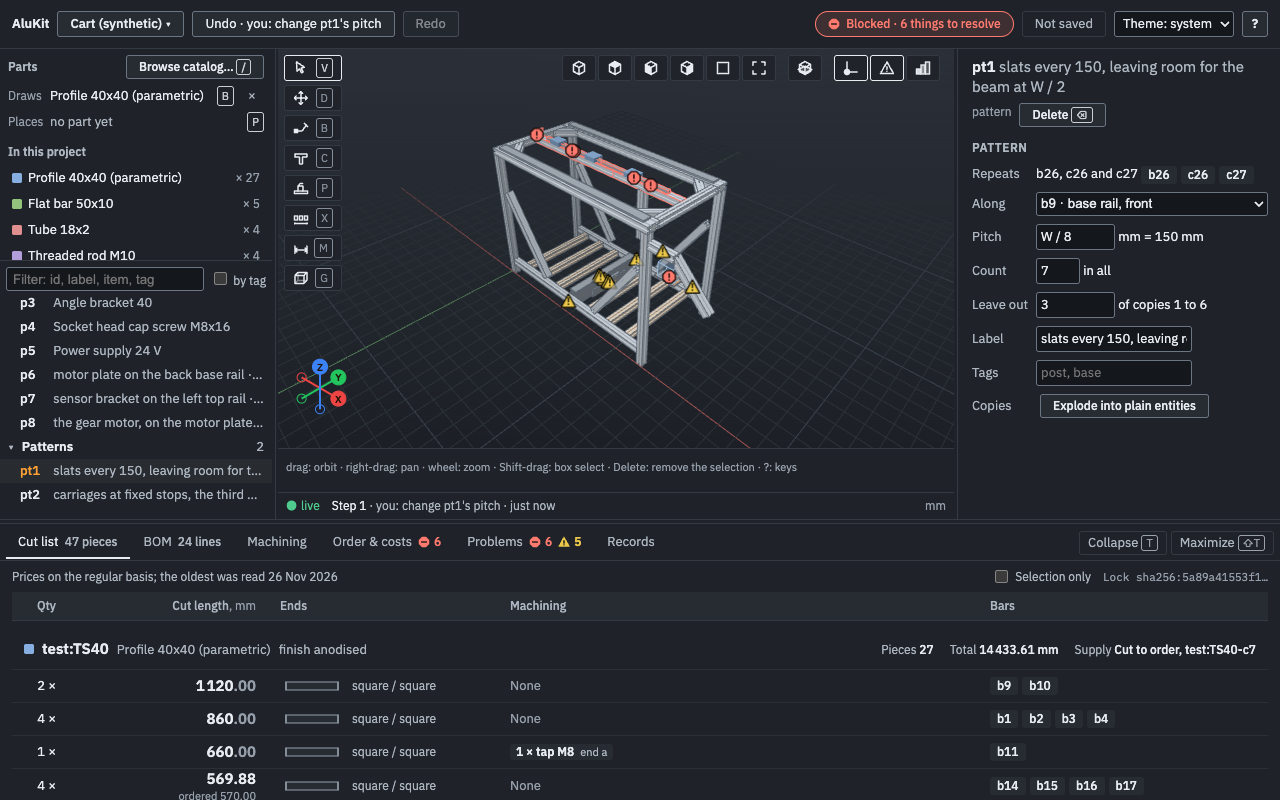 AluKit Cart (synthetic) ▾ Undo · you: change pt1's pitch Redo Blocked · 6 things to resolve Not saved Theme: system ?
Parts Browse catalog... /
Draws Profile 40x40 (parametric) B ×
Places no part yet P
In this project
Profile 40x40 (parametric) × 27
Flat bar 50x10 × 5
Tube 18x2 × 4
Threaded rod M10 × 4
Filter: id, label, item, tag by tag
p3 Angle bracket 40
p4 Socket head cap screw M8x16
p5 Power supply 24 V
p6 motor plate on the back base rail ·...
p7 sensor bracket on the left top rail ·...
p8 the gear motor, on the motor plate...
Patterns 2
pt1 slats every 150, leaving room for t...
pt2 carriages at fixed stops, the third ...
V
D
B
C
P
X
M
G
Z
Y
X
drag: orbit · right-drag: pan · wheel: zoom · Shift-drag: box select · Delete: remove the selection · ?: keys
live Step 1 · you: change pt1's pitch · just now mm
pt1 slats every 150, leaving room for the
beam at W / 2
pattern Delete
PATTERN
Repeats b26, c26 and c27 b26 c26 c27
Along b9 · base rail, front
Pitch W / 8 mm = 150 mm
Count 7 in all
Leave out 3 of copies 1 to 6
Label slats every 150, leaving r
Tags post, base
Copies Explode into plain entities
Cut list 47 pieces BOM 24 lines Machining Order & costs 6 Problems 6 5 Records Collapse T Maximize ⇧T
Prices on the regular basis; the oldest was read 26 Nov 2026 Selection only Lock sha256:5a89a41553f1…
Qty Cut length, mm Ends Machining Bars
test:TS40 Profile 40x40 (parametric) finish anodised Pieces 27 Total 14 433.61 mm Supply Cut to order, test:TS40-c7
2 × 1 120.00 square / square None b9 b10
4 × 860.00 square / square None b1 b2 b3 b4
1 × 660.00 square / square 1 × tap M8 end a b11
4 × 569.88 square / square None b14 b15 b16 b17
ordered 570.00